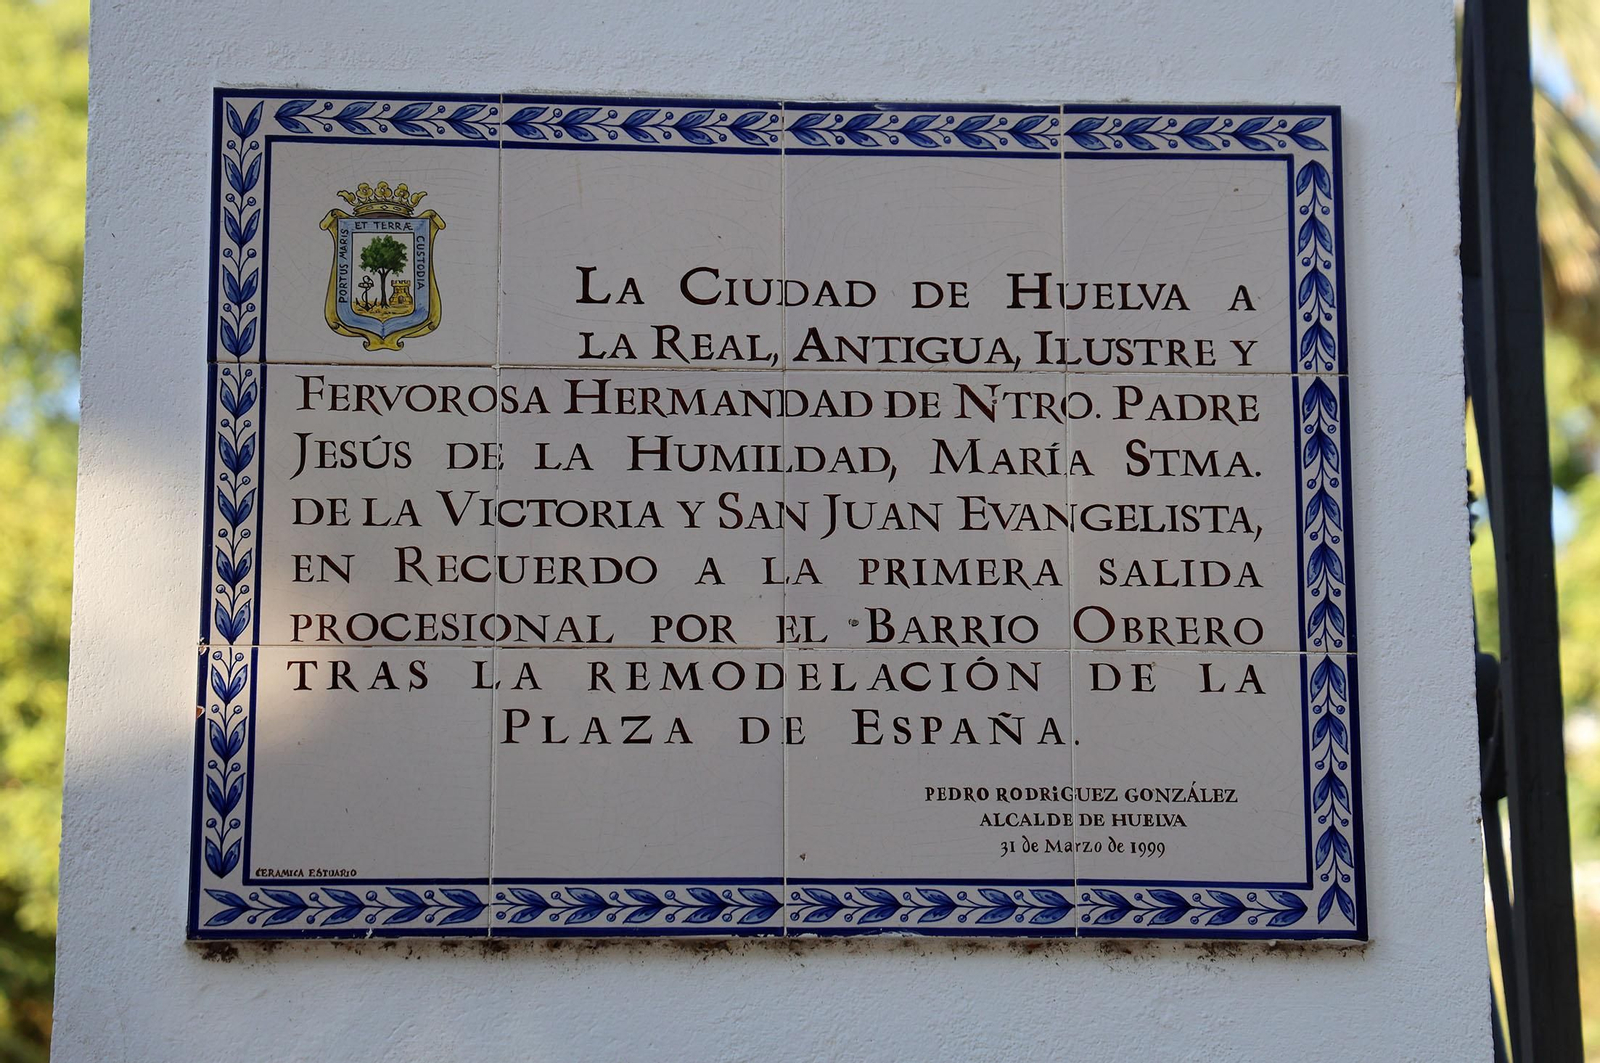 PORTUS MARIS ET TERRÆ CUSTODIA
LA CIUDAD DE HUELVA A
LA REAL, ANTIGUA, ILUSTRE Y
FERVOROSA HERMANDAD DE NTRO. PADRE
JESÚS DE LA HUMILDAD, MARÍA STMA.
DE LA VICTORIA Y SAN JUAN EVANGELISTA,
EN RECUERDO A LA PRIMERA SALIDA
PROCESIONAL POR EL BARRIO OBRERO
TRAS LA REMODELACIÓN DE LA
PLAZA DE ESPAÑA.
PEDRO RODRiGUEZ GONZÁLEZ
ALCALDE DE HUELVA
31 de Marzo de 1999
CERAMICA ESTUARIO